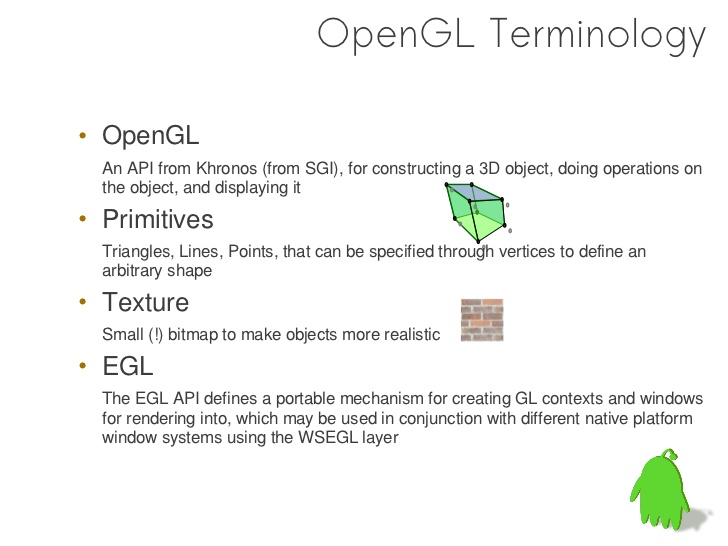 OpenGL Terminology
• OpenGL
An API from Khronos (from SGI), for constructing a 3D object, doing operations on
the object, and displaying it
• Primitives
Triangles, Lines, Points, that can be specified through vertices to define an
arbitrary shape
• Texture
Small (!) bitmap to make objects more realistic
• EGL
The EGL API defines a portable mechanism for creating GL contexts and windows
for rendering into, which may be used in conjunction with different native platform
window systems using the WSEGL layer